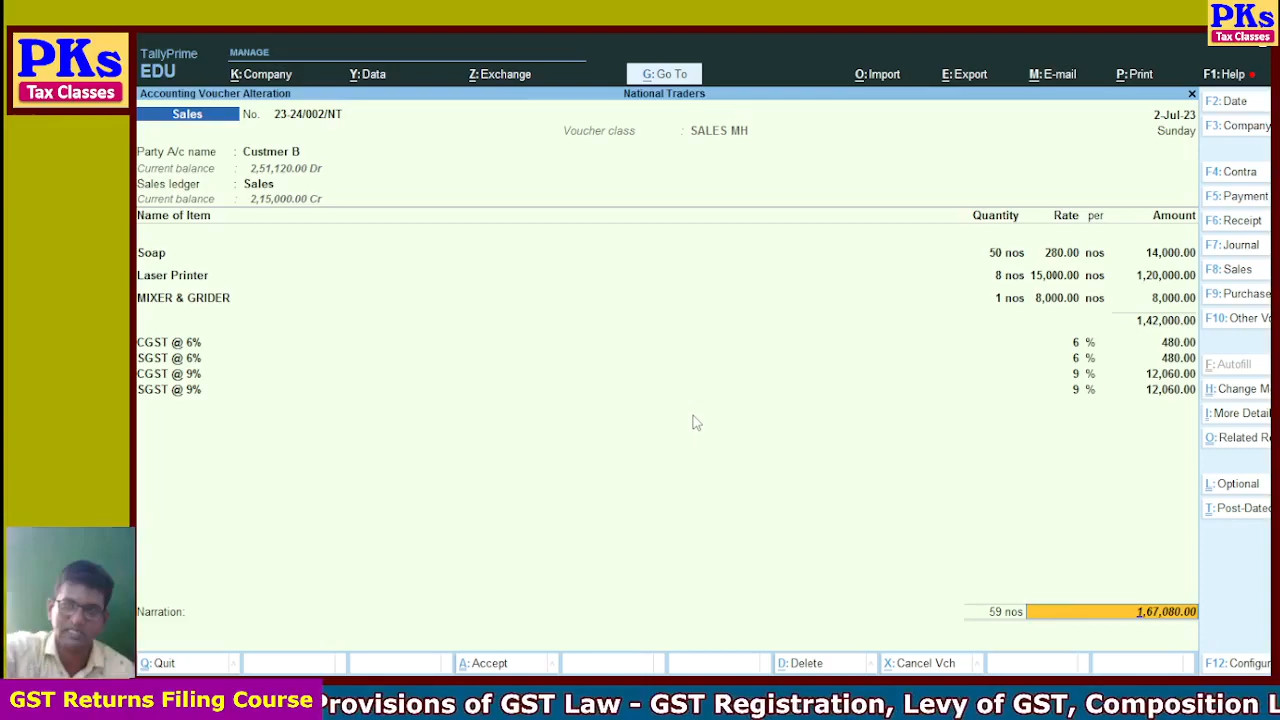 PKs
Tax Classes
PKs
Tax Classes
TallyPrime
EDU
MANAGE
K: Company
Y: Data
Z: Exchange
G: Go To
O: Import
E: Export
M: E-mail
P: Print
F1: Help
Accounting Voucher Alteration
National Traders
×
Sales
No. 23-24/002/NT
2-Jul-23
Voucher class : SALES MH
Sunday
Party A/c name : Custmer B
Current balance : 2,51,120.00 Dr
Sales ledger : Sales
Current balance : 2,15,000.00 Cr
Name of Item Quantity Rate per Amount
Soap 50 nos 280.00 nos 14,000.00
Laser Printer 8 nos 15,000.00 nos 1,20,000.00
MIXER & GRIDER 1 nos 8,000.00 nos 8,000.00
1,42,000.00
CGST @ 6% 6 % 480.00
SGST @ 6% 6 % 480.00
CGST @ 9% 9 % 12,060.00
SGST @ 9% 9 % 12,060.00
Narration: 59 nos 1,67,080.00
Q: Quit
A: Accept
D: Delete
X: Cancel Vch
F2: Date
F3: Company
F4: Contra
F5: Payment
F6: Receipt
F7: Journal
F8: Sales
F9: Purchase
F10: Other Vo
F: Autofill
H: Change M
I: More Detail
O: Related Re
L: Optional
T: Post-Dated
F12: Configur
GST Returns Filing Course
Provisions of GST Law - GST Registration, Levy of GST, Composition L